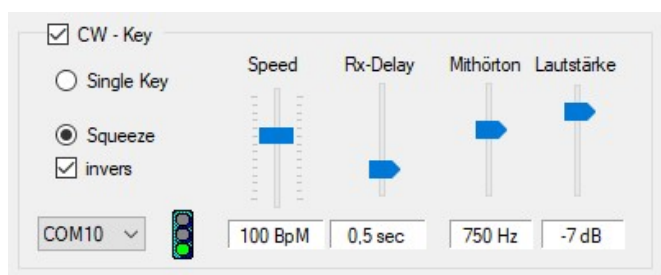 CW - Key
Single Key
Squeeze
invers
COM10
Speed
Rx-Delay
Mithörton
Lautstärke
100 BpM
0,5 sec
750 Hz
-7 dB